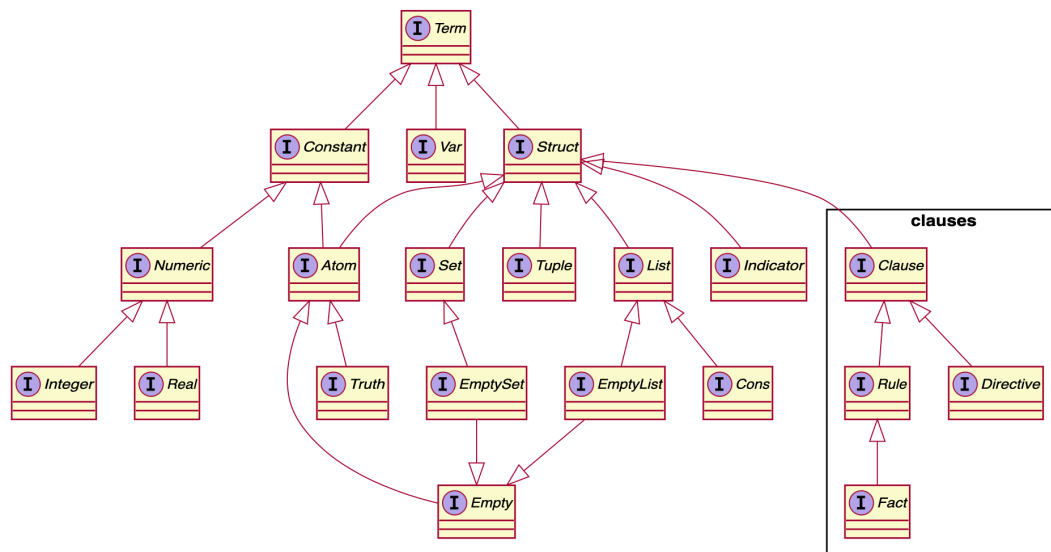 I Term
I Constant
I Var
I Struct
clauses
I Numeric
I Atom
I Set
I Tuple
I List
I Indicator
I Clause
I Integer
I Real
I Truth
I EmptySet
I EmptyList
I Cons
I Rule
I Directive
I Empty
I Fact